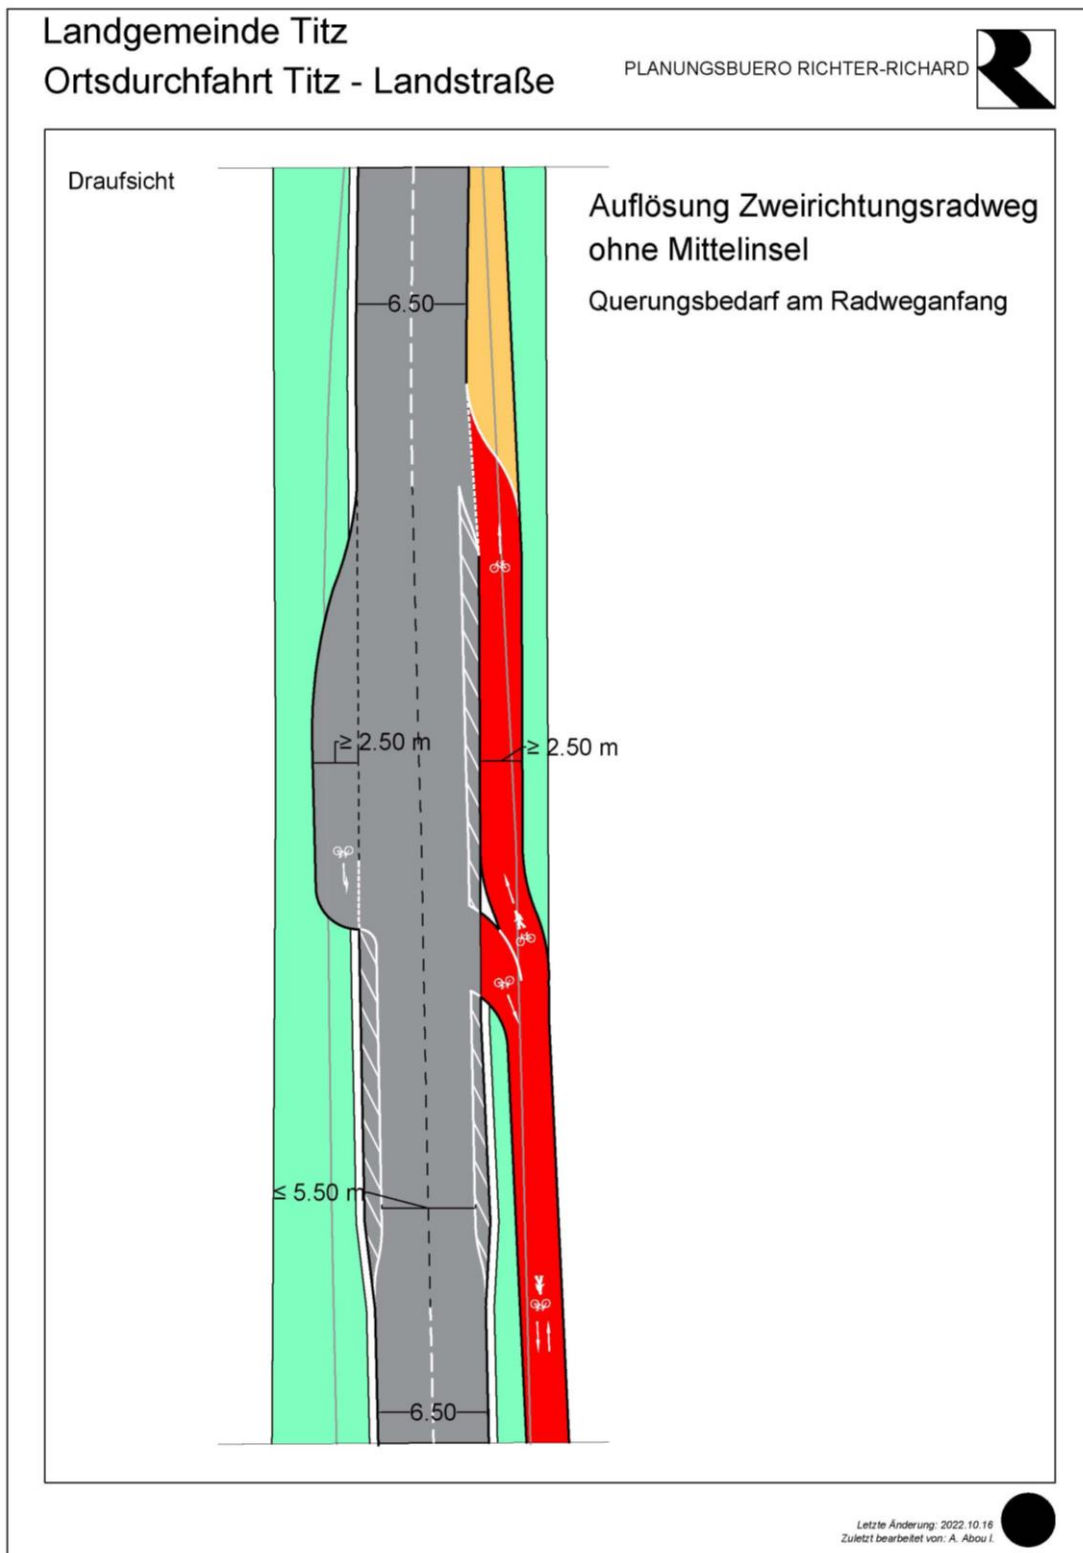 Landgemeinde Titz
Ortsdurchfahrt Titz - Landstraße
PLANUNGSBUERO RICHTER-RICHARD
Draufsicht
Auflösung Zweirichtungsradweg
ohne Mittelinsel
Querungsbedarf am Radweganfang
6.50
≥ 2.50 m
≥ 2.50 m
≤ 5.50 m
6.50
Letzte Änderung: 2022.10.16
Zuletzt bearbeitet von: A. Abou I.